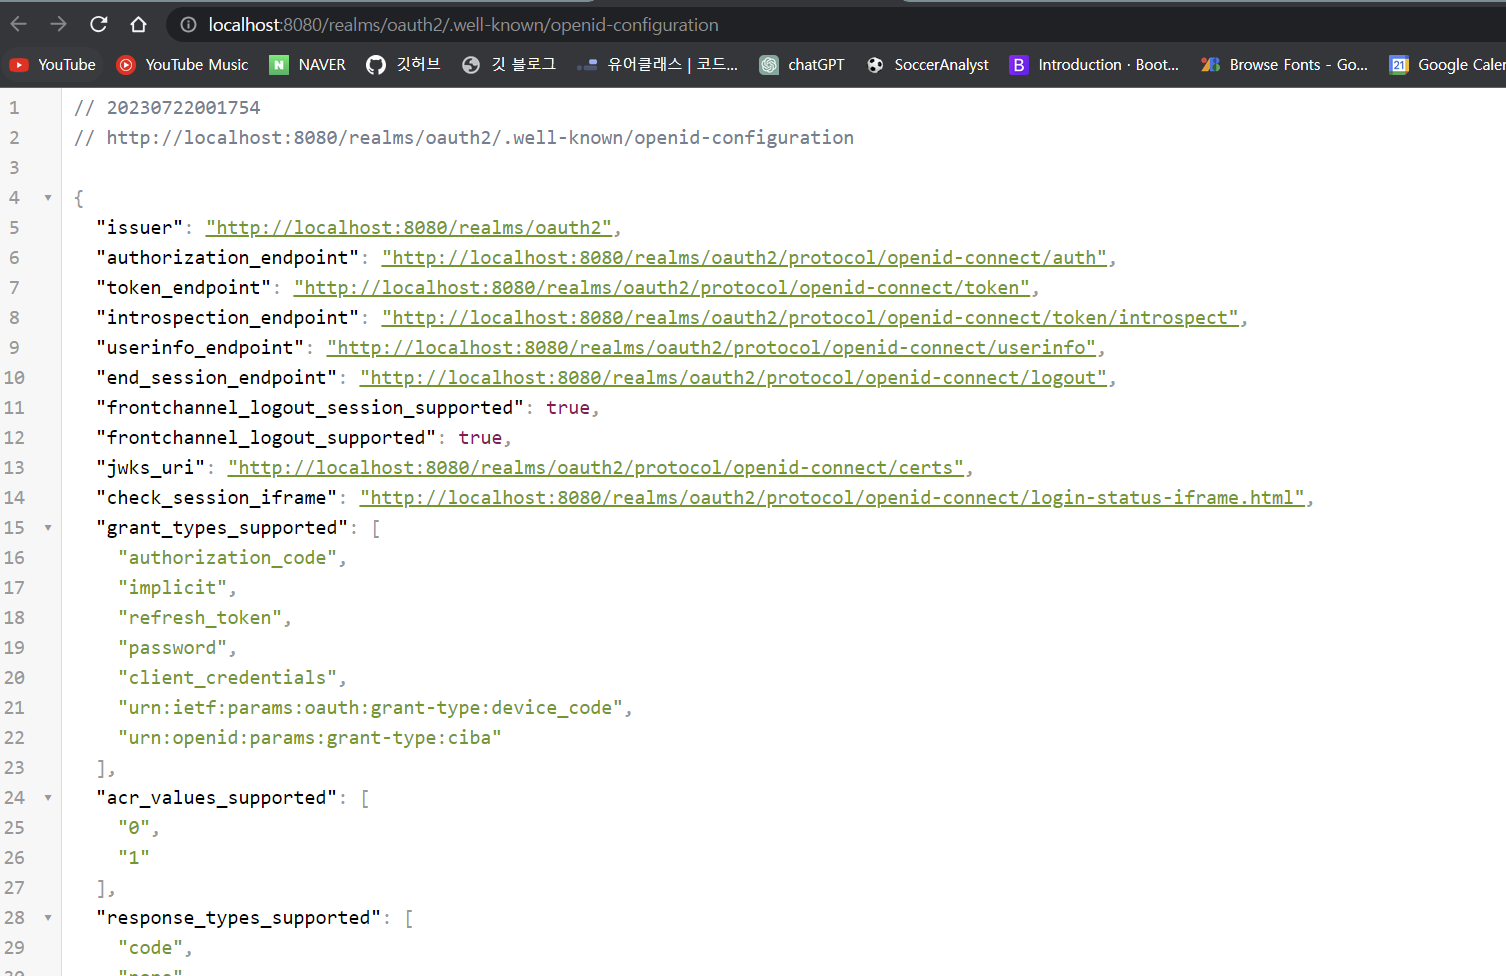 localhost:8080/realms/oauth2/.well-known/openid-configuration
YouTube YouTube Music NAVER 깃허브 깃 블로그 유어클래스 | 코드... chatGPT SoccerAnalyst Introduction · Boot... Browse Fonts - Go... Google Caler
1 // 20230722001754
2 // http://localhost:8080/realms/oauth2/.well-known/openid-configuration
3
4 {
5 "issuer": "http://localhost:8080/realms/oauth2",
6 "authorization_endpoint": "http://localhost:8080/realms/oauth2/protocol/openid-connect/auth",
7 "token_endpoint": "http://localhost:8080/realms/oauth2/protocol/openid-connect/token",
8 "introspection_endpoint": "http://localhost:8080/realms/oauth2/protocol/openid-connect/token/introspect",
9 "userinfo_endpoint": "http://localhost:8080/realms/oauth2/protocol/openid-connect/userinfo",
10 "end_session_endpoint": "http://localhost:8080/realms/oauth2/protocol/openid-connect/logout",
11 "frontchannel_logout_session_supported": true,
12 "frontchannel_logout_supported": true,
13 "jwks_uri": "http://localhost:8080/realms/oauth2/protocol/openid-connect/certs",
14 "check_session_iframe": "http://localhost:8080/realms/oauth2/protocol/openid-connect/login-status-iframe.html",
15 "grant_types_supported": [
16 "authorization_code",
17 "implicit",
18 "refresh_token",
19 "password",
20 "client_credentials",
21 "urn:ietf:params:oauth:grant-type:device_code",
22 "urn:openid:params:grant-type:ciba"
23 ],
24 "acr_values_supported": [
25 "0",
26 "1"
27 ],
28 "response_types_supported": [
29 "code",
30 "none"